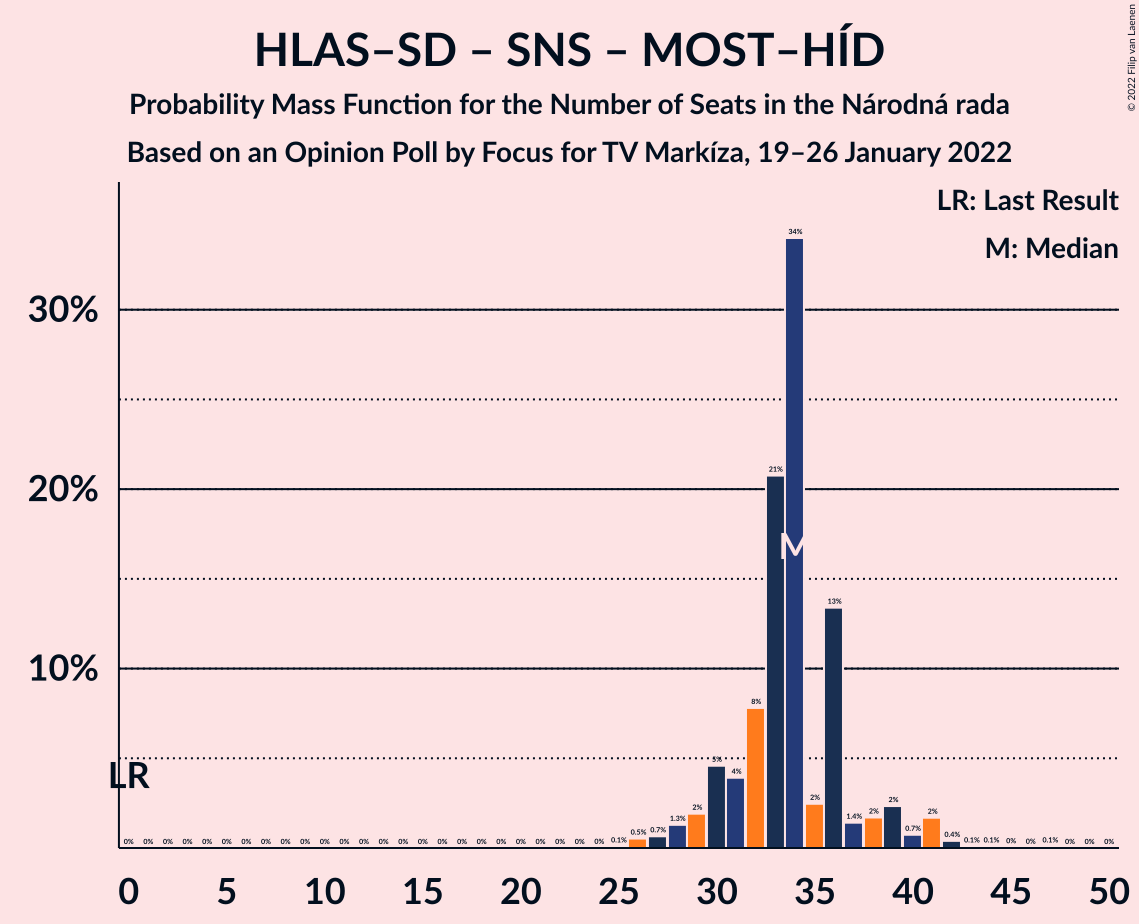 HLAS–SD – SNS – MOST–HÍD
Probability Mass Function for the Number of Seats in the Národná rada
Based on an Opinion Poll by Focus for TV Markíza, 19–26 January 2022
© 2022 Filip van Laenen
LR: Last Result
M: Median
30%
20%
10%
LR
M
0% 0% 0% 0% 0% 0% 0% 0% 0% 0% 0% 0% 0% 0% 0% 0% 0% 0% 0% 0% 0% 0% 0% 0% 0% 0.1% 0.5% 0.7% 1.3% 2% 5% 4% 8% 21% 34% 2% 13% 1.4% 2% 2% 0.7% 2% 0.4% 0.1% 0.1% 0% 0% 0.1% 0% 0% 0%
0 5 10 15 20 25 30 35 40 45 50